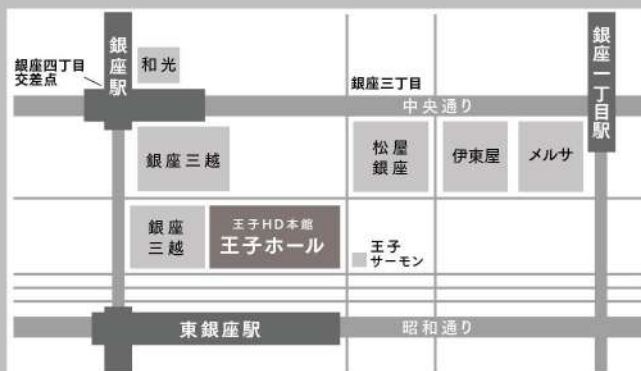 銀座駅
和光
銀座四丁目
交差点
銀座三丁目
中央通り
銀座一丁目駅
銀座三越
松屋
銀座
伊東屋
メルサ
銀座
三越
王子HD本館
王子ホール
王子
サーモン
東銀座駅
昭和通り